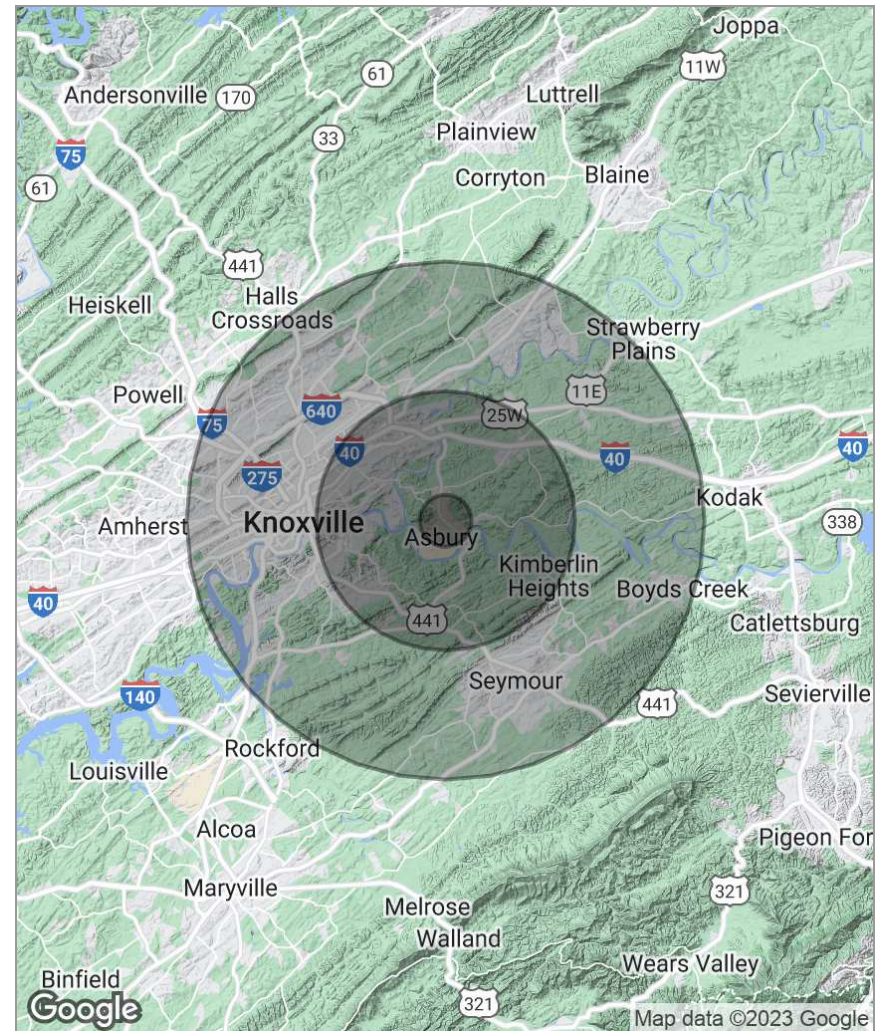 Joppa
11W
61
Andersonville
170
Luttrell
33
Plainview
75
Corryton
Blaine
61
441
Heiskell
Halls
Crossroads
Strawberry
Plains
Powell
11E
640
25W
75
40
40
40
275
Kodak
Amherst
Knoxville
338
Asbury
Kimberlin
Heights
Boyds Creek
40
441
Catlettsburg
Seymour
140
Sevierville
441
Rockford
Louisville
Alcoa
Pigeon For
Maryville
321
Melrose
Walland
Wears Valley
Binfield
321
Google
Map data ©2023 Google